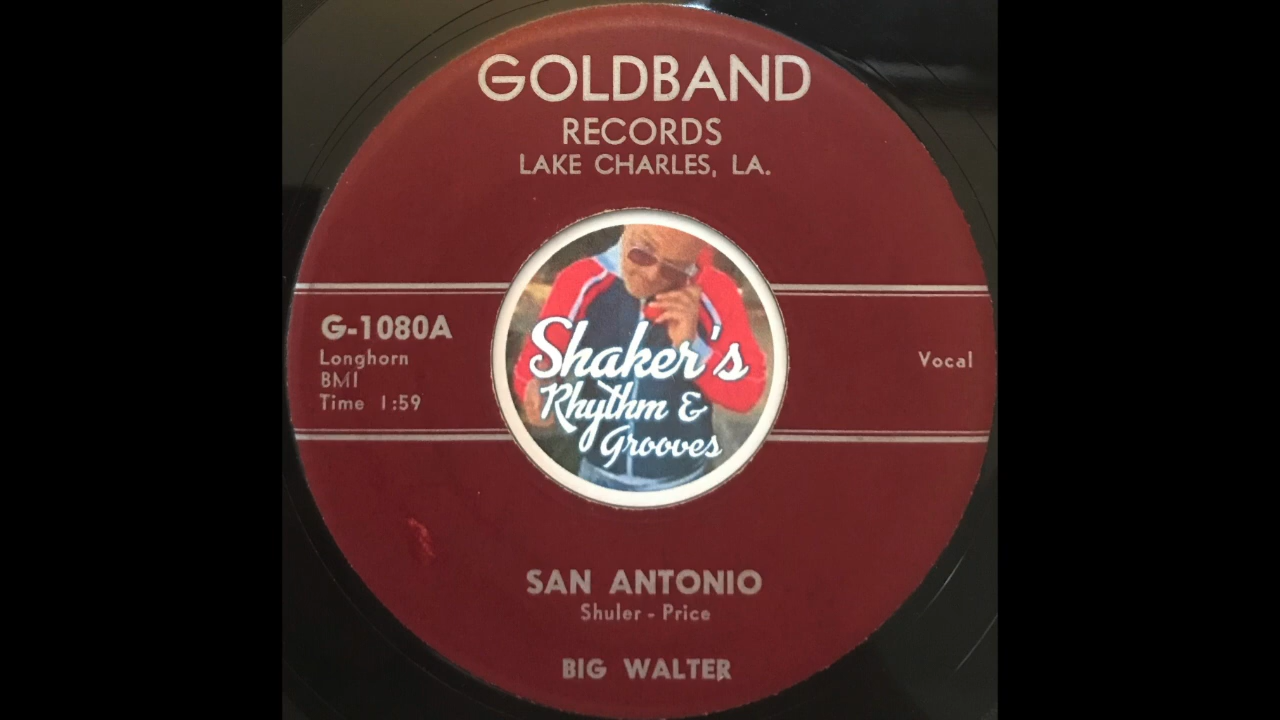 GOLDBAND
RECORDS
LAKE CHARLES, LA.
G-1080A
Longhorn
BMI
Time 1:59
Vocal
Shaker's
Rhythm &
Grooves
SAN ANTONIO
Shuler - Price
BIG WALTER